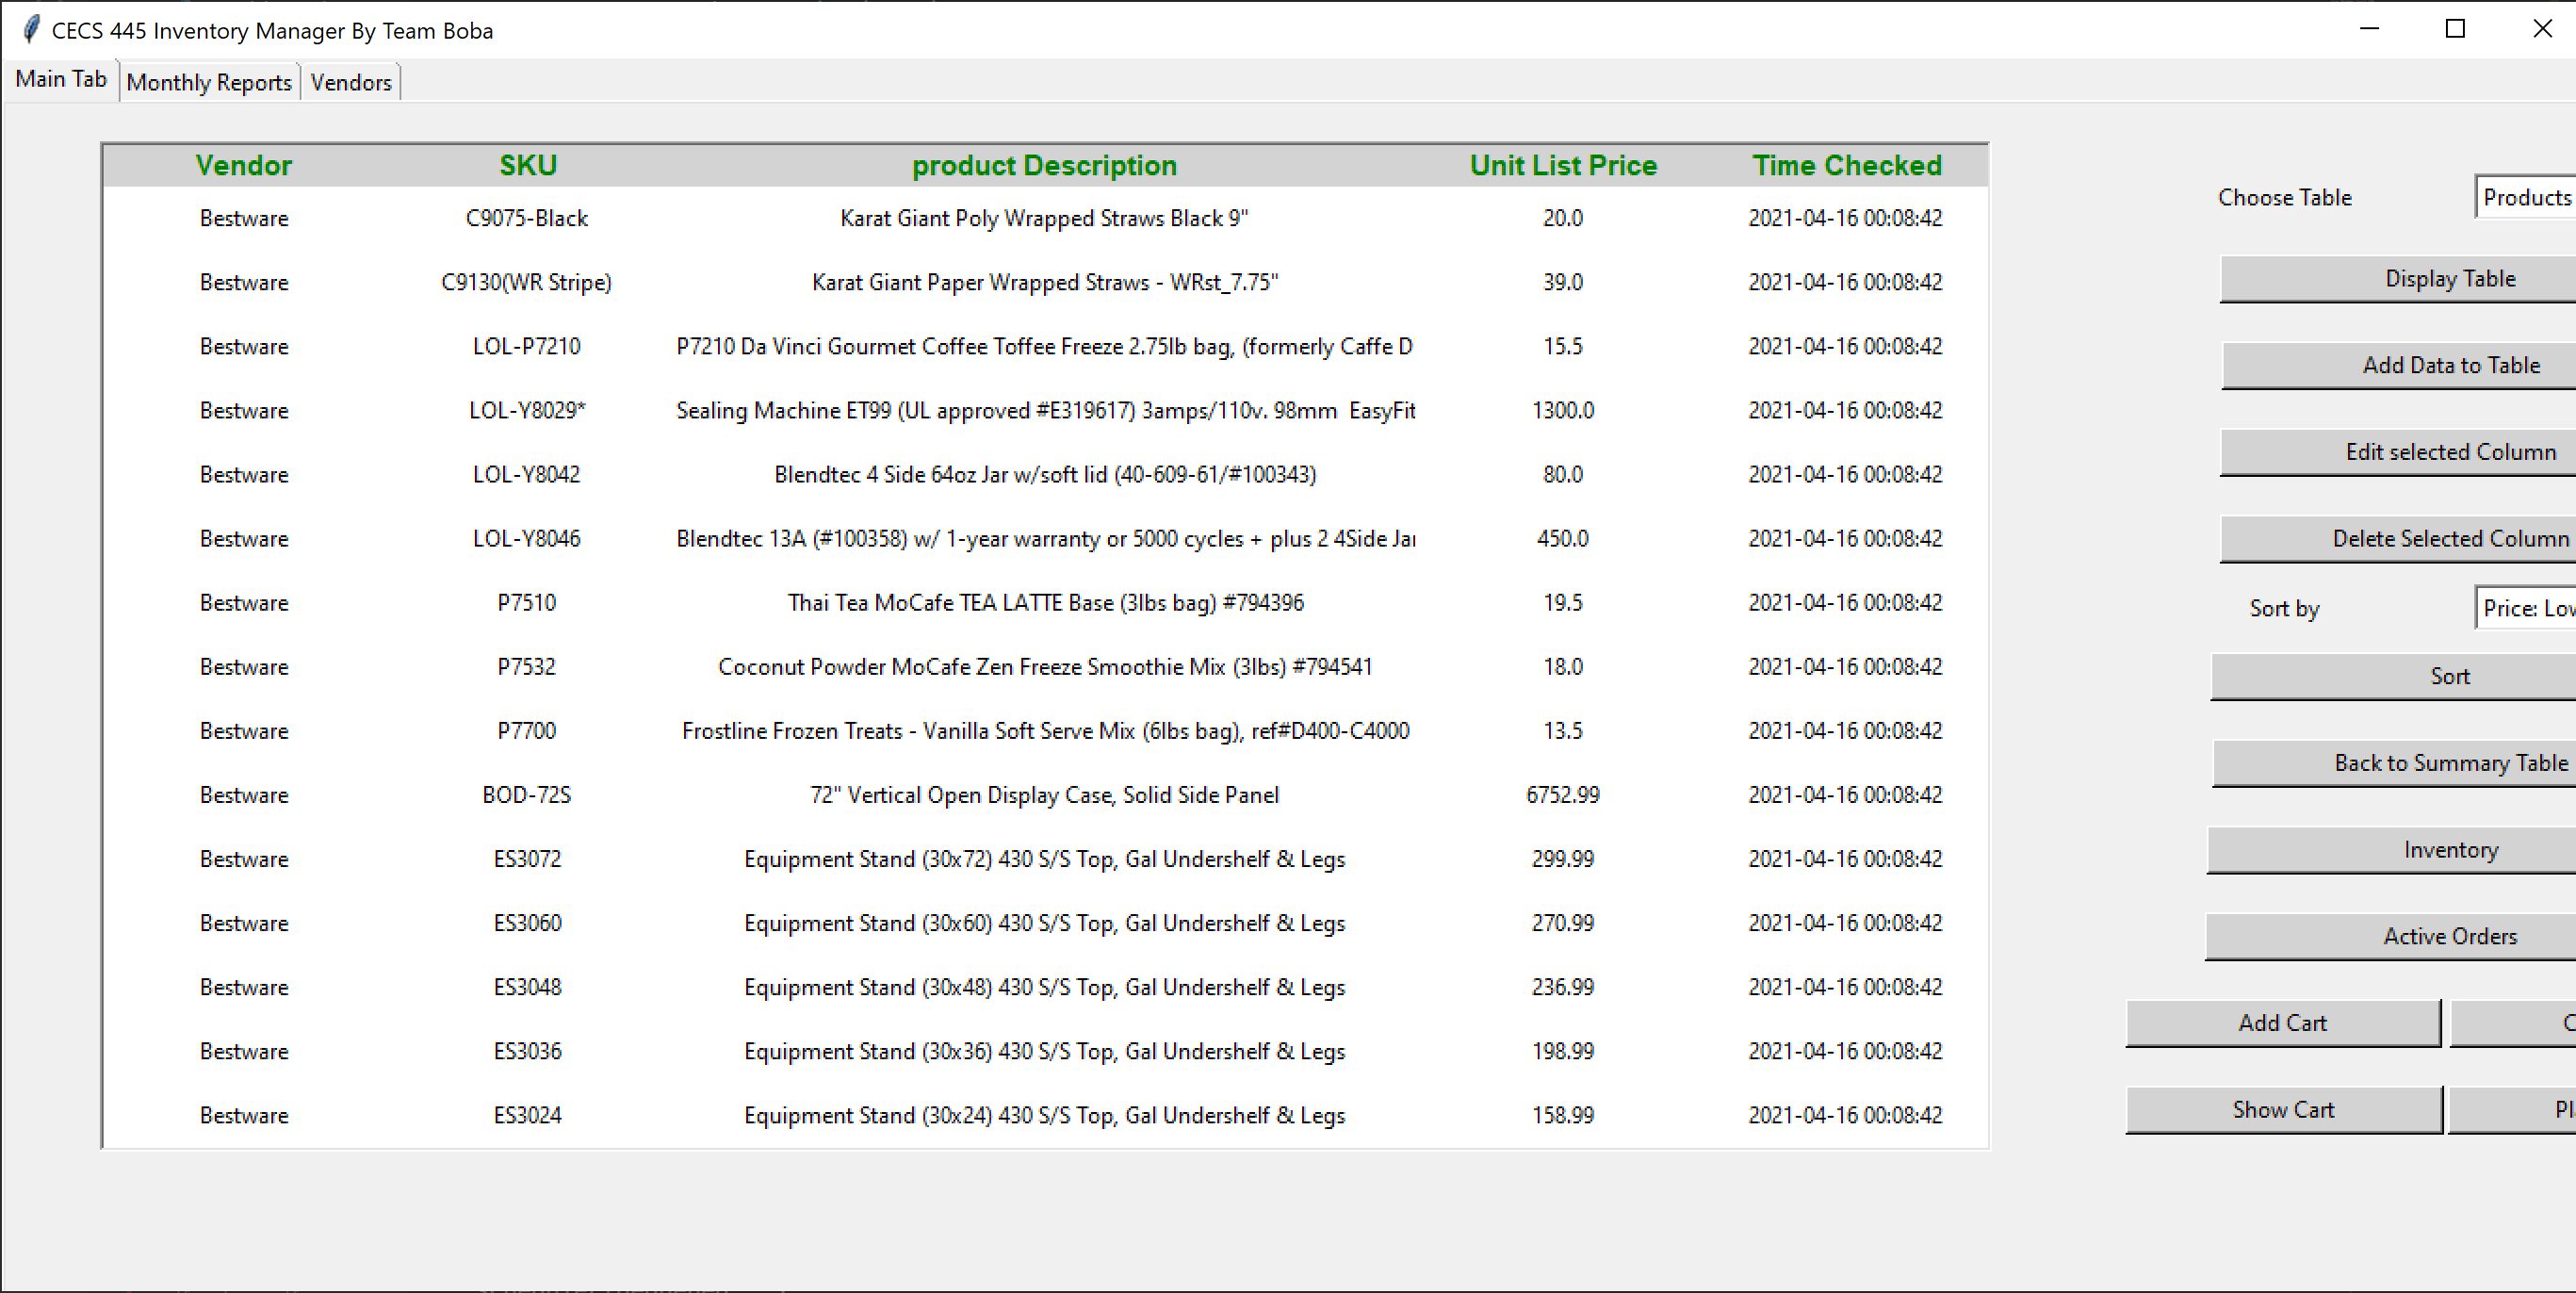 CECS 445 Inventory Manager By Team Boba
Main Tab Monthly Reports Vendors
Vendor SKU product Description Unit List Price Time Checked
Bestware C9075-Black Karat Giant Poly Wrapped Straws Black 9" 20.0 2021-04-16 00:08:42
Bestware C9130(WR Stripe) Karat Giant Paper Wrapped Straws - WRst_7.75" 39.0 2021-04-16 00:08:42
Bestware LOL-P7210 P7210 Da Vinci Gourmet Coffee Toffee Freeze 2.75lb bag, (formerly Caffe D 15.5 2021-04-16 00:08:42
Bestware LOL-Y8029* Sealing Machine ET99 (UL approved #E319617) 3amps/110v. 98mm  EasyFit 1300.0 2021-04-16 00:08:42
Bestware LOL-Y8042 Blendtec 4 Side 64oz Jar w/soft lid (40-609-61/#100343) 80.0 2021-04-16 00:08:42
Bestware LOL-Y8046 Blendtec 13A (#100358) w/ 1-year warranty or 5000 cycles + plus 2 4Side Jar 450.0 2021-04-16 00:08:42
Bestware P7510 Thai Tea MoCafe TEA LATTE Base (3lbs bag) #794396 19.5 2021-04-16 00:08:42
Bestware P7532 Coconut Powder MoCafe Zen Freeze Smoothie Mix (3lbs) #794541 18.0 2021-04-16 00:08:42
Bestware P7700 Frostline Frozen Treats - Vanilla Soft Serve Mix (6lbs bag), ref#D400-C4000 13.5 2021-04-16 00:08:42
Bestware BOD-72S 72" Vertical Open Display Case, Solid Side Panel 6752.99 2021-04-16 00:08:42
Bestware ES3072 Equipment Stand (30x72) 430 S/S Top, Gal Undershelf & Legs 299.99 2021-04-16 00:08:42
Bestware ES3060 Equipment Stand (30x60) 430 S/S Top, Gal Undershelf & Legs 270.99 2021-04-16 00:08:42
Bestware ES3048 Equipment Stand (30x48) 430 S/S Top, Gal Undershelf & Legs 236.99 2021-04-16 00:08:42
Bestware ES3036 Equipment Stand (30x36) 430 S/S Top, Gal Undershelf & Legs 198.99 2021-04-16 00:08:42
Bestware ES3024 Equipment Stand (30x24) 430 S/S Top, Gal Undershelf & Legs 158.99 2021-04-16 00:08:42
Choose Table Products
Display Table
Add Data to Table
Edit selected Column
Delete Selected Column
Sort by Price: Low
Sort
Back to Summary Table
Inventory
Active Orders
Add Cart
Show Cart